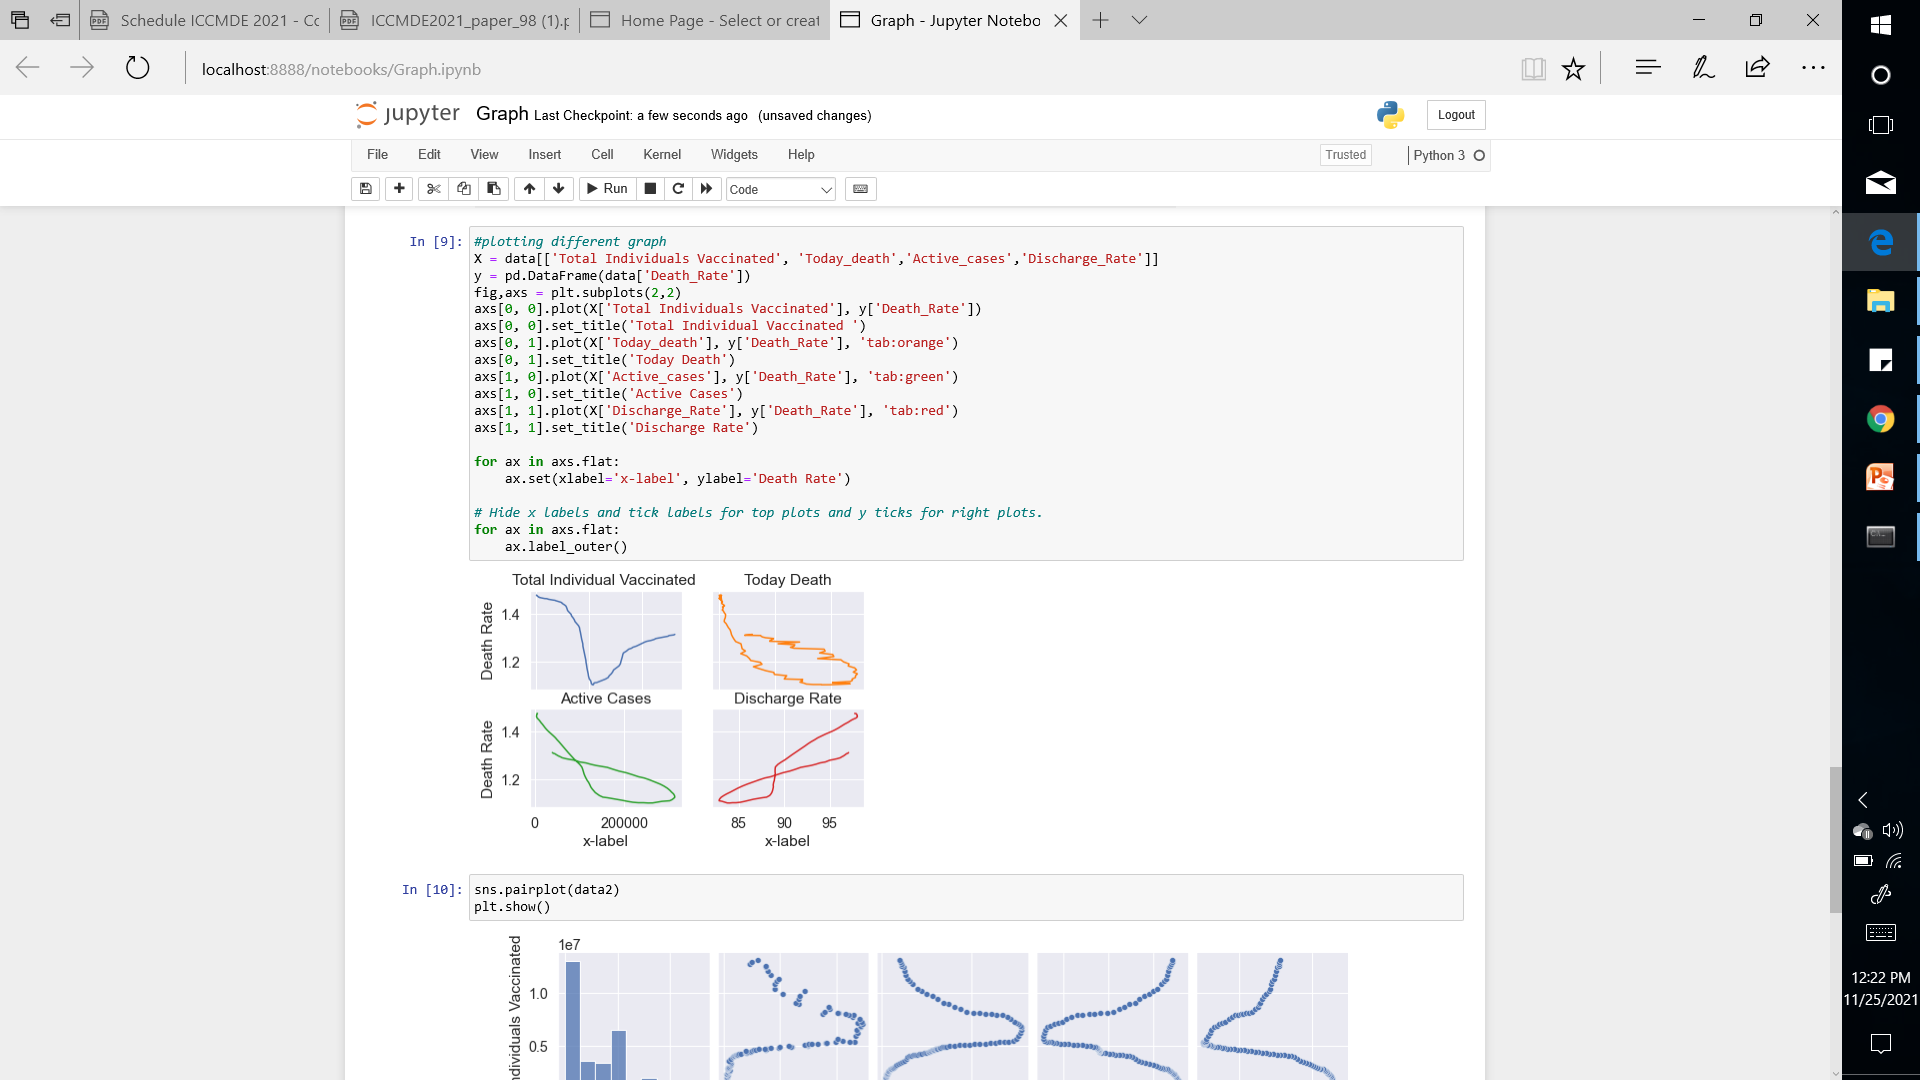 Schedule ICCMDE 2021 - Co
ICCMDE2021_paper_98 (1).p
Home Page - Select or creat
Graph - Jupyter Notebo
localhost:8888/notebooks/Graph.ipynb
jupyter Graph Last Checkpoint: a few seconds ago (unsaved changes)
Logout
File Edit View Insert Cell Kernel Widgets Help
Trusted
Python 3
Run
Code
In [9]:
#plotting different graph
X = data[['Total Individuals Vaccinated', 'Today_death','Active_cases','Discharge_Rate']]
y = pd.DataFrame(data['Death_Rate'])
fig,axs = plt.subplots(2,2)
axs[0, 0].plot(X['Total Individuals Vaccinated'], y['Death_Rate'])
axs[0, 0].set_title('Total Individual Vaccinated ')
axs[0, 1].plot(X['Today_death'], y['Death_Rate'], 'tab:orange')
axs[0, 1].set_title('Today Death')
axs[1, 0].plot(X['Active_cases'], y['Death_Rate'], 'tab:green')
axs[1, 0].set_title('Active Cases')
axs[1, 1].plot(X['Discharge_Rate'], y['Death_Rate'], 'tab:red')
axs[1, 1].set_title('Discharge Rate')
for ax in axs.flat:
    ax.set(xlabel='x-label', ylabel='Death Rate')
# Hide x labels and tick labels for top plots and y ticks for right plots.
for ax in axs.flat:
    ax.label_outer()
Total Individual Vaccinated
Today Death
Death Rate
1.4
1.2
Active Cases
Discharge Rate
Death Rate
1.4
1.2
0 200000
85 90 95
x-label
x-label
In [10]:
sns.pairplot(data2)
plt.show()
1e7
ndividuals Vaccinated
1.0
0.5
12:22 PM
11/25/2021